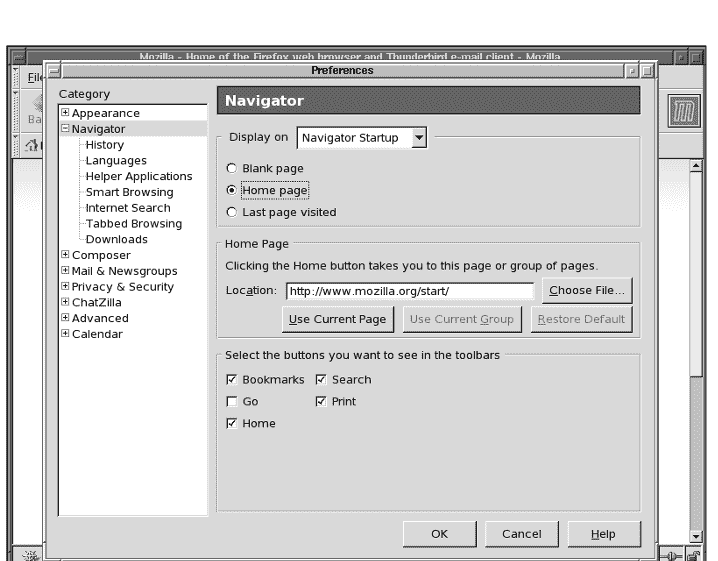 Mozilla - Home of the Firefox web browser and Thunderbird e-mail client - Mozilla
Preferences
Category
Appearance
Navigator
History
Languages
Helper Applications
Smart Browsing
Internet Search
Tabbed Browsing
Downloads
Composer
Mail & Newsgroups
Privacy & Security
ChatZilla
Advanced
Calendar
Navigator
Display on Navigator Startup
Blank page
Home page
Last page visited
Home Page
Clicking the Home button takes you to this page or group of pages.
Location: http://www.mozilla.org/start/ Choose File...
Use Current Page Use Current Group Restore Default
Select the buttons you want to see in the toolbars
Bookmarks Search
Go Print
Home
OK Cancel Help